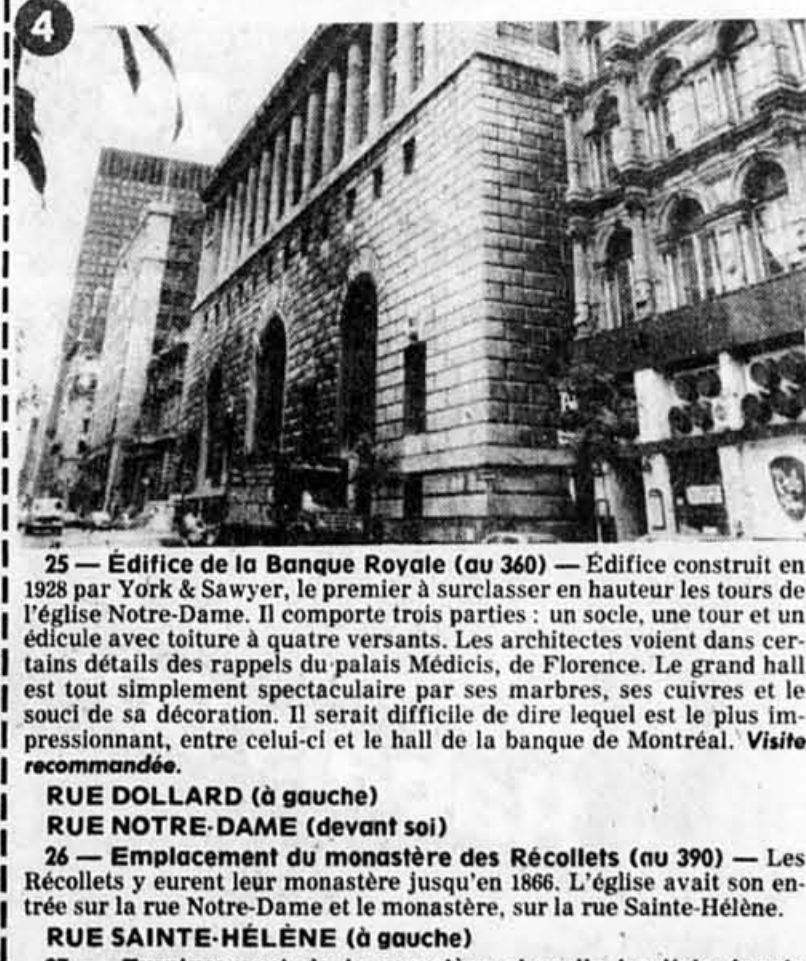 4
25 — Édifice de la Banque Royale (au 360) — Édifice construit en
1928 par York & Sawyer, le premier à surclasser en hauteur les tours de
l'église Notre-Dame. Il comporte trois parties : un socle, une tour et un
édicule avec toiture à quatre versants. Les architectes voient dans cer-
tains détails des rappels du palais Médicis, de Florence. Le grand hall
est tout simplement spectaculaire par ses marbres, ses cuivres et le
souci de sa décoration. Il serait difficile de dire lequel est le plus im-
pressionnant, entre celui-ci et le hall de la banque de Montréal. Visite
recommandée.
RUE DOLLARD (à gauche)
RUE NOTRE-DAME (devant soi)
26 — Emplacement du monastère des Récollets (au 390) — Les
Récollets y eurent leur monastère jusqu'en 1866. L'église avait son en-
trée sur la rue Notre-Dame et le monastère, sur la rue Sainte-Hélène.
RUE SAINTE-HÉLÈNE (à gauche)